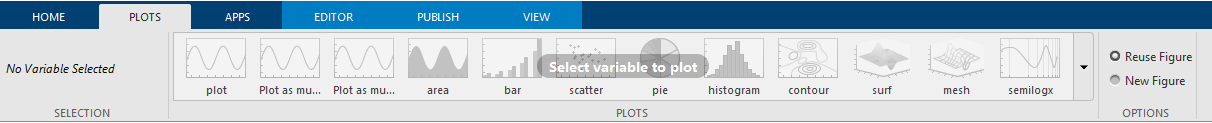 HOME PLOTS APPS EDITOR PUBLISH VIEW
No Variable Selected
Select variable to plot
plot Plot as mu... Plot as mu... area bar scatter pie histogram contour surf mesh semilogx
Reuse Figure
New Figure
SELECTION PLOTS OPTIONS